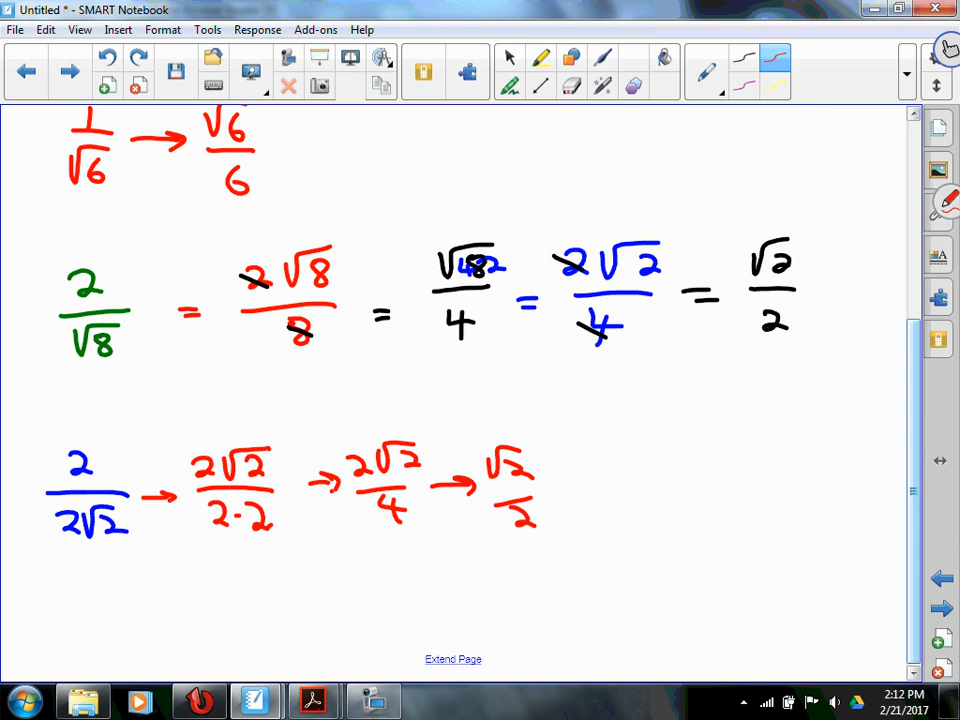 Untitled * - SMART Notebook
File Edit View Insert Format Tools Response Add-ons Help
1/√6 → √6/6
2/√8 = 2√8/8 = √8/4 = 2√2/4 = √2/2
4·2
2/2√2 → 2√2/2·2 → 2√2/4 → √2/2
Extend Page
2:12 PM
2/21/2017